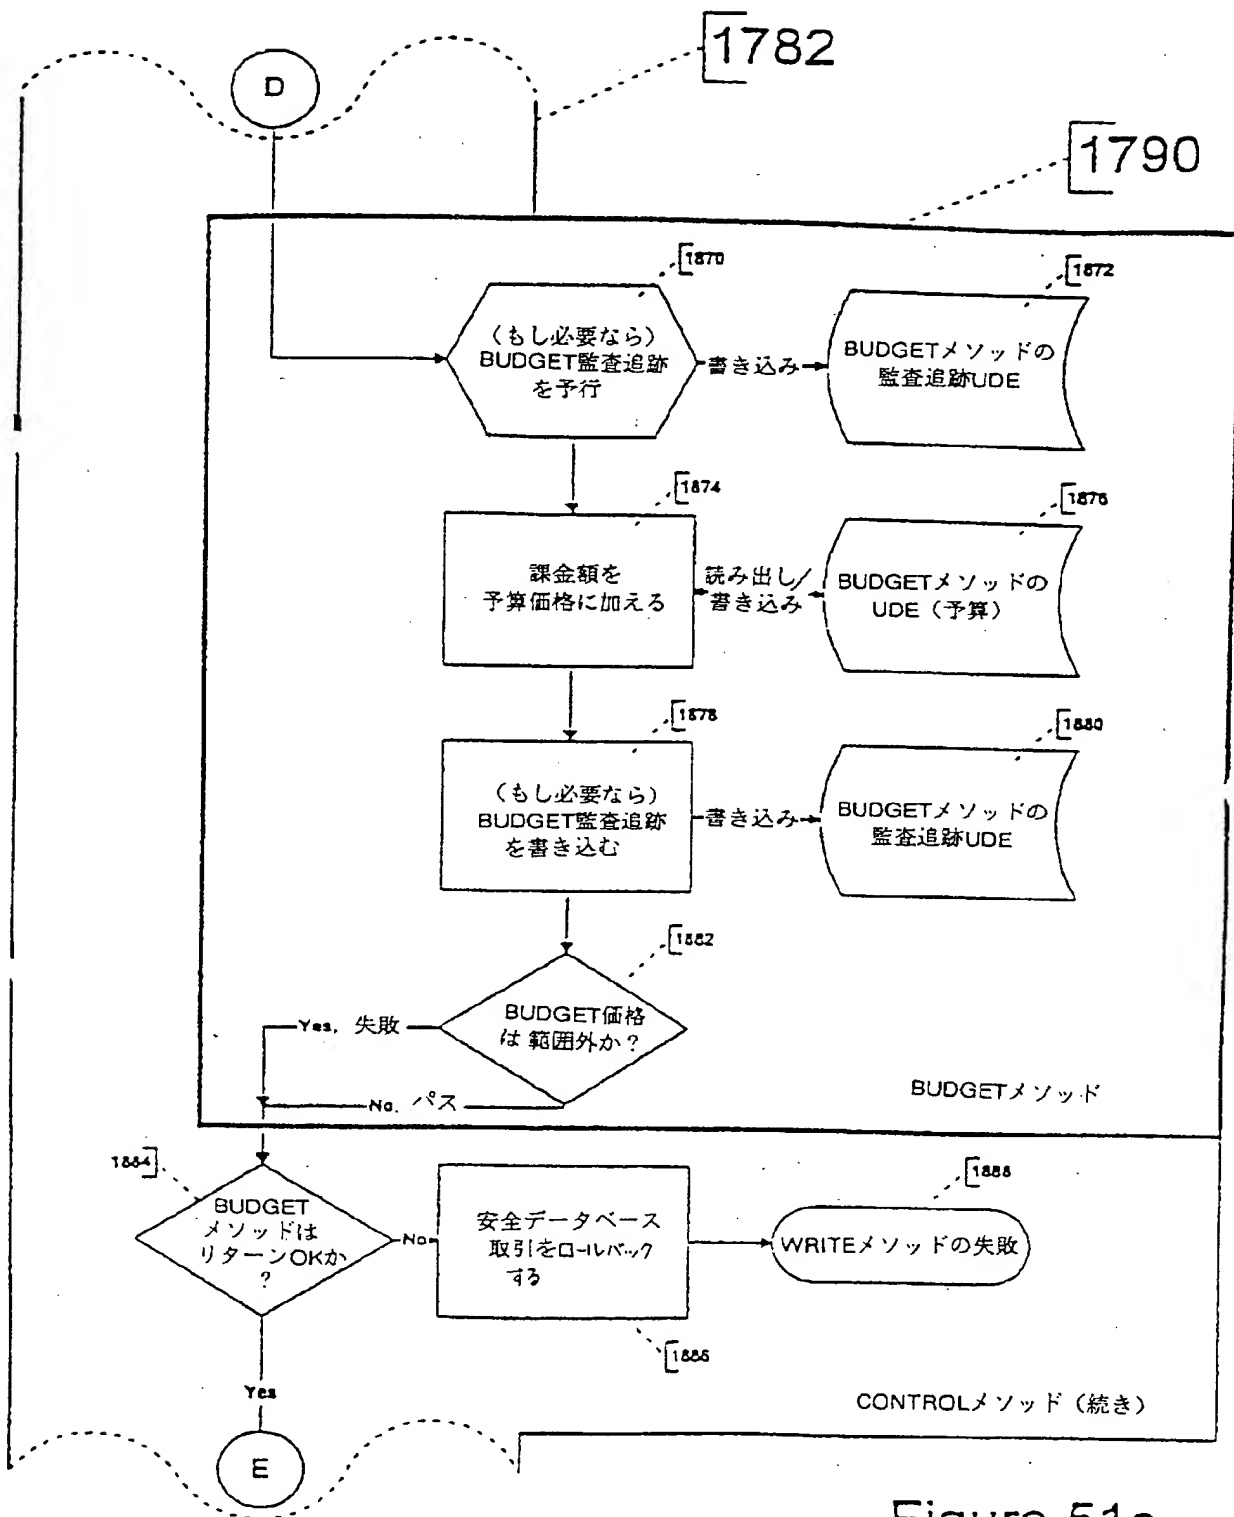 D
1782
1790
1870
(もし必要なら)
BUDGET監査追跡
を予行
書き込み
1872
BUDGETメソッドの
監査追跡UDE
1874
課金額を
予算価格に加える
読み出し/
書き込み
1876
BUDGETメソッドの
UDE(予算)
1878
(もし必要なら)
BUDGET監査追跡
を書き込む
書き込み
1880
BUDGETメソッドの
監査追跡UDE
1882
BUDGET価格
は範囲外か?
Yes, 失敗
No, パス
BUDGETメソッド
1884
BUDGET
メソッドは
リターンOKか
?
No
安全データベース
取引をロールバック
する
1886
1888
WRITEメソッドの失敗
Yes
CONTROLメソッド(続き)
E